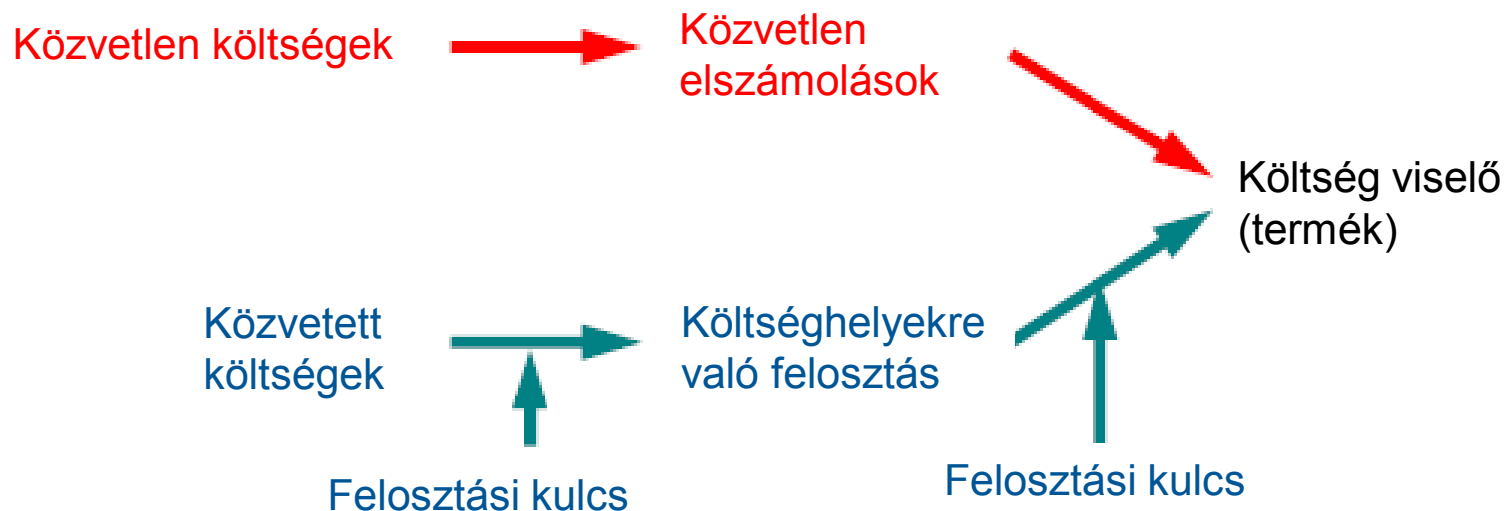 Közvetlen költségek
Közvetlen
elszámolások
Költség viselő
(termék)
Közvetett
költségek
Költséghelyekre
való felosztás
Felosztási kulcs
Felosztási kulcs